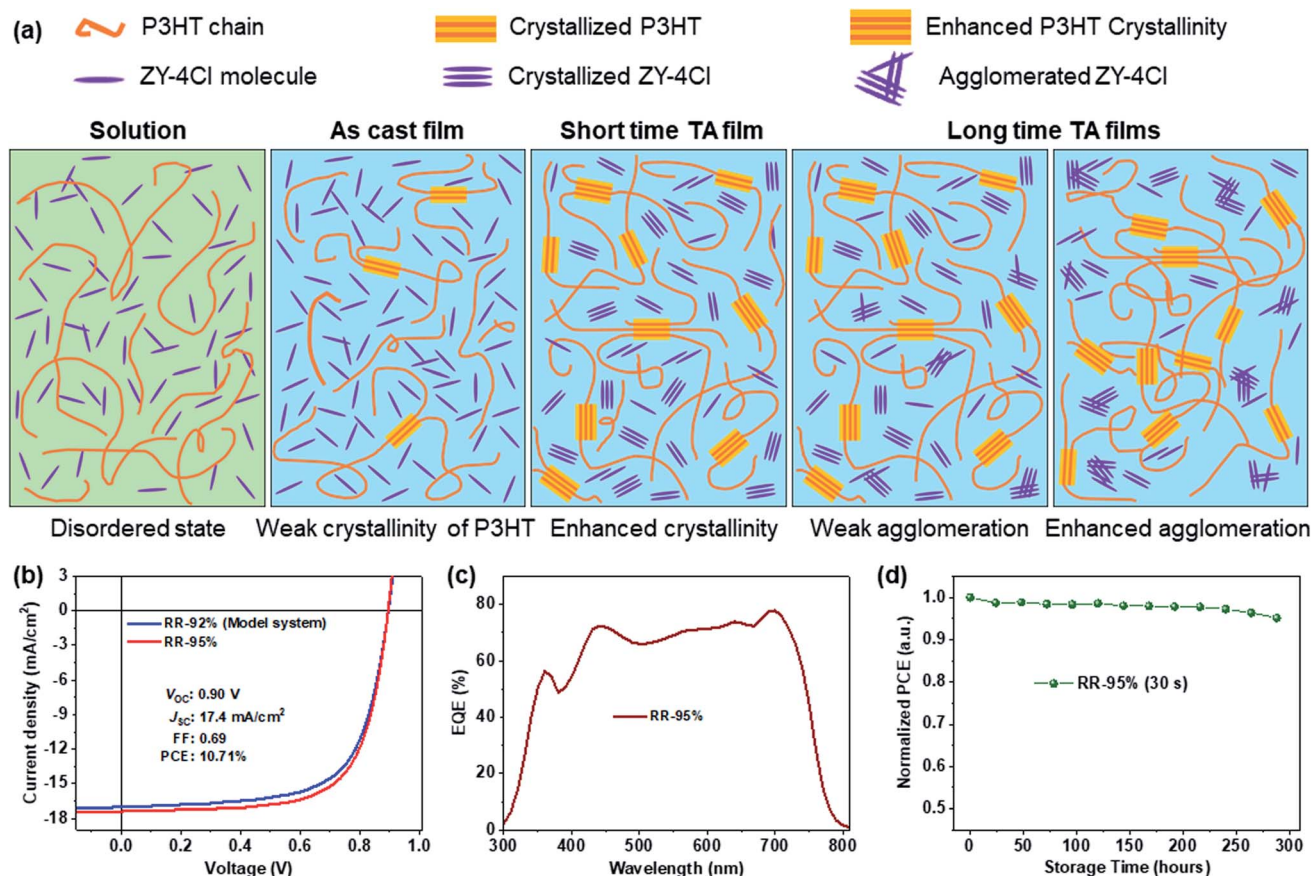 (a)
P3HT chain
Crystallized P3HT
Enhanced P3HT Crystallinity
ZY-4Cl molecule
Crystallized ZY-4Cl
Agglomerated ZY-4Cl
Solution
As cast film
Short time TA film
Long time TA films
Disordered state
Weak crystallinity of P3HT
Enhanced crystallinity
Weak agglomeration
Enhanced agglomeration
(b)
Current density (mA/cm²)
3
0
-3
-6
-9
-12
-15
-18
RR-92% (Model system)
RR-95%
VOC: 0.90 V
JSC: 17.4 mA/cm²
FF: 0.69
PCE: 10.71%
0.0 0.2 0.4 0.6 0.8 1.0
Voltage (V)
(c)
EQE (%)
80
60
40
20
0
RR-95%
300 400 500 600 700 800
Wavelength (nm)
(d)
Normalized PCE (a.u.)
1.0
0.9
0.8
0.7
0.6
0.5
RR-95% (30 s)
0 50 100 150 200 250 300
Storage Time (hours)